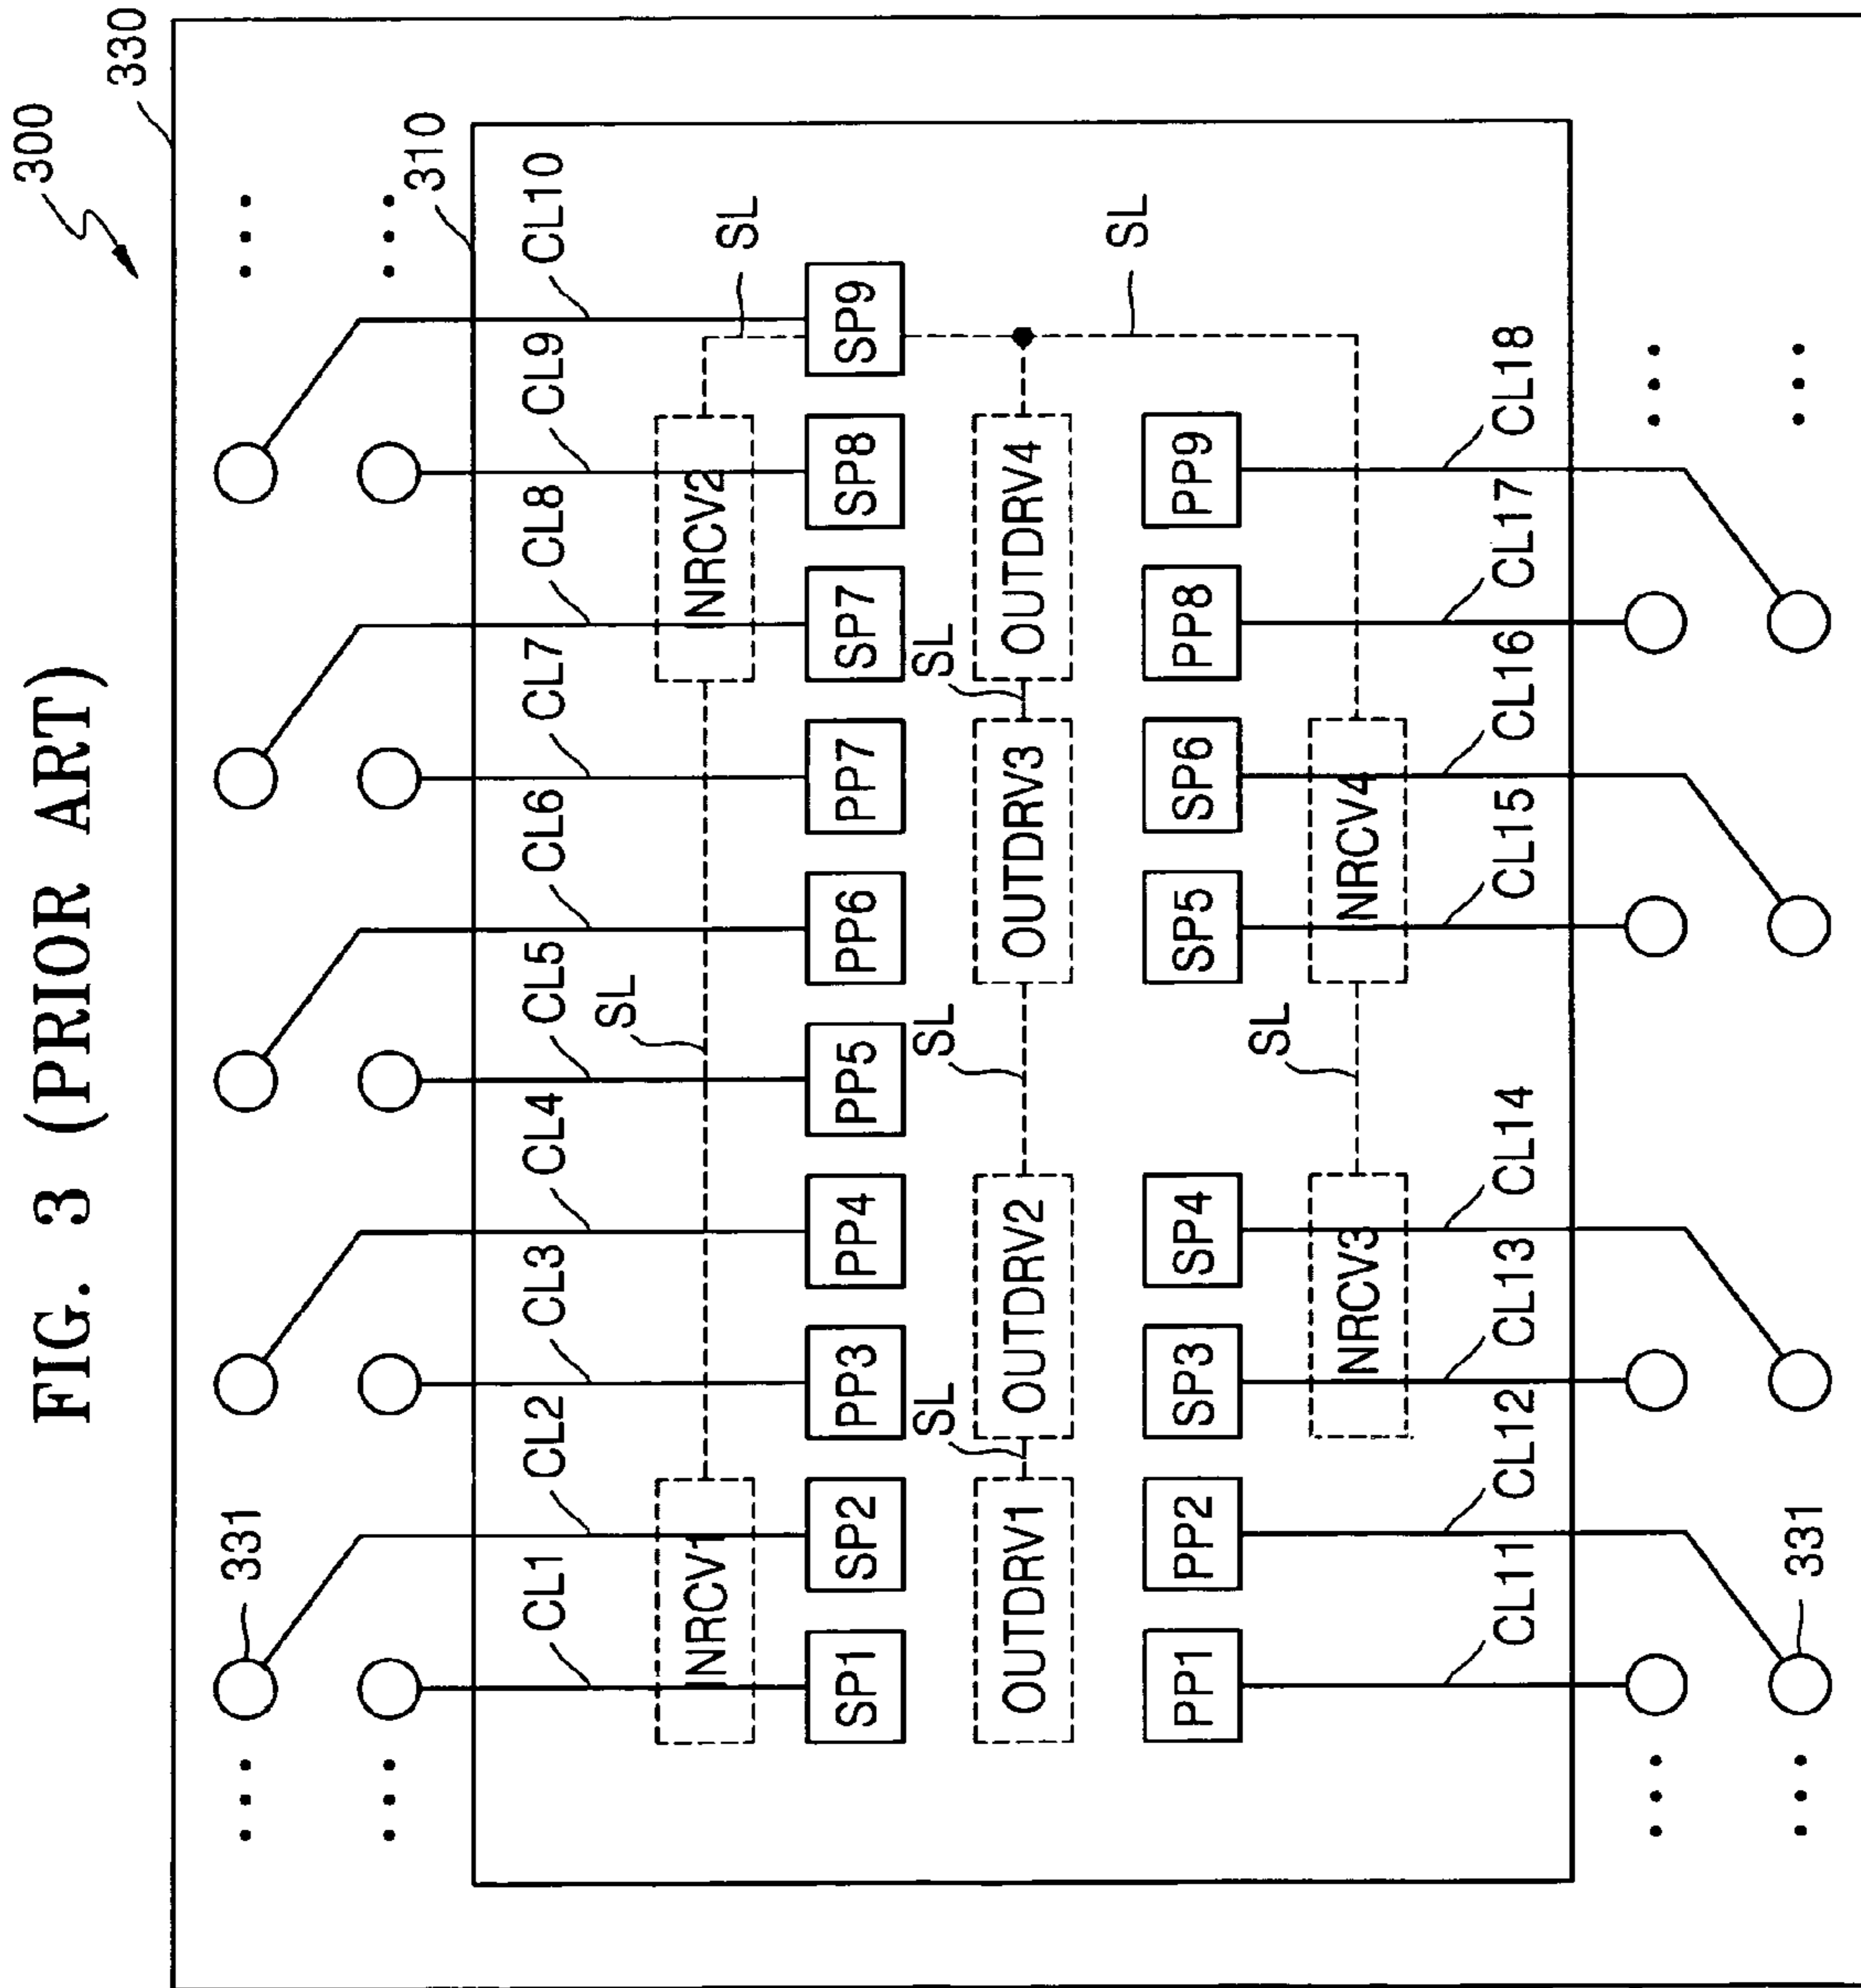 FIG. 3 (PRIOR ART)
300
330
331
310
CL1 CL2 CL3 CL4 CL5 CL6 CL7 CL8 CL9 CL10
SL
SL
INRCV1 INRCV2
SP1 SP2 PP3 PP4 PP5 PP6 PP7 SP7 SP8 SP9
SL SL SL
OUTDRV1 OUTDRV2 OUTDRV3 OUTDRV4
SL
PP1 PP2 SP3 SP4 SP5 SP6 PP8 PP9
SL
INRCV3 INRCV4
CL11 CL12 CL13 CL14 CL15 CL16 CL17 CL18
331